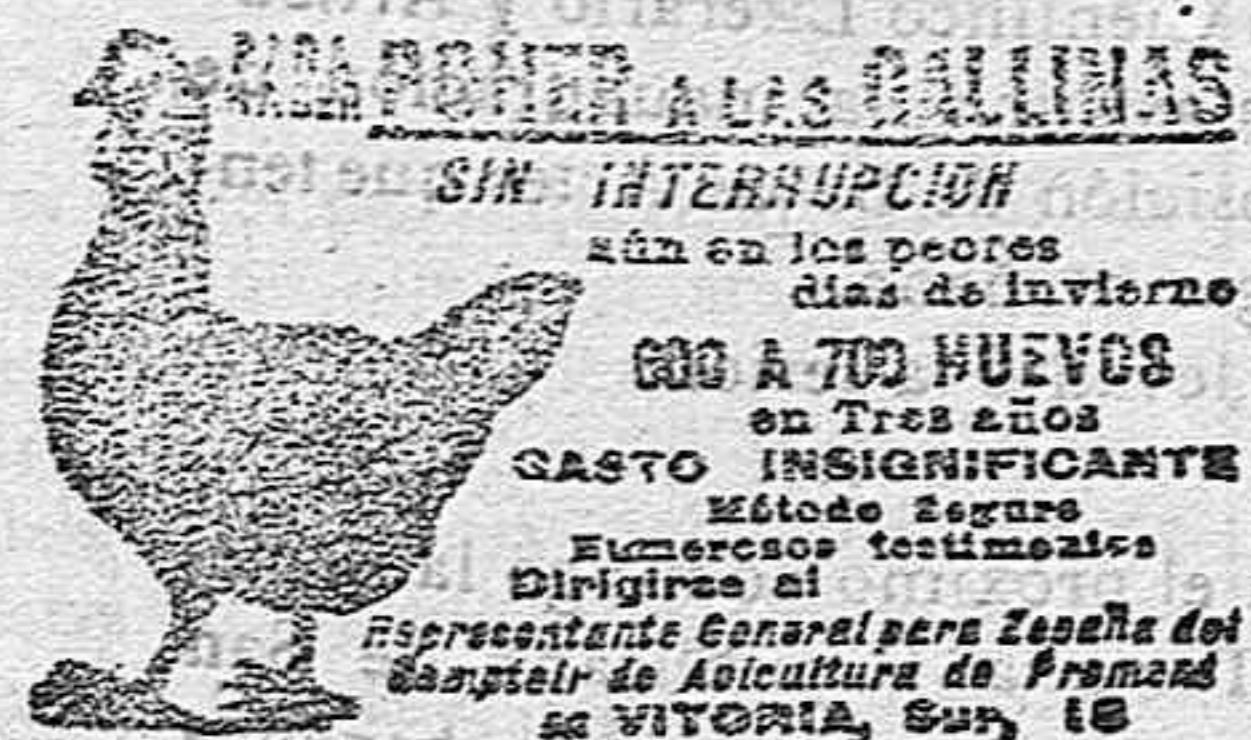 PARA HACER PONER A LAS GALLINAS
SIN INTERRUPCION
aún en los peores
días de invierno
600 A 700 HUEVOS
en Tres años
GASTO INSIGNIFICANTE
Método Seguro
Numerosos testimonios
Dirigirse al
Representante General para España del
Comptoir de Avicultura de
en VITORIA, Sur,